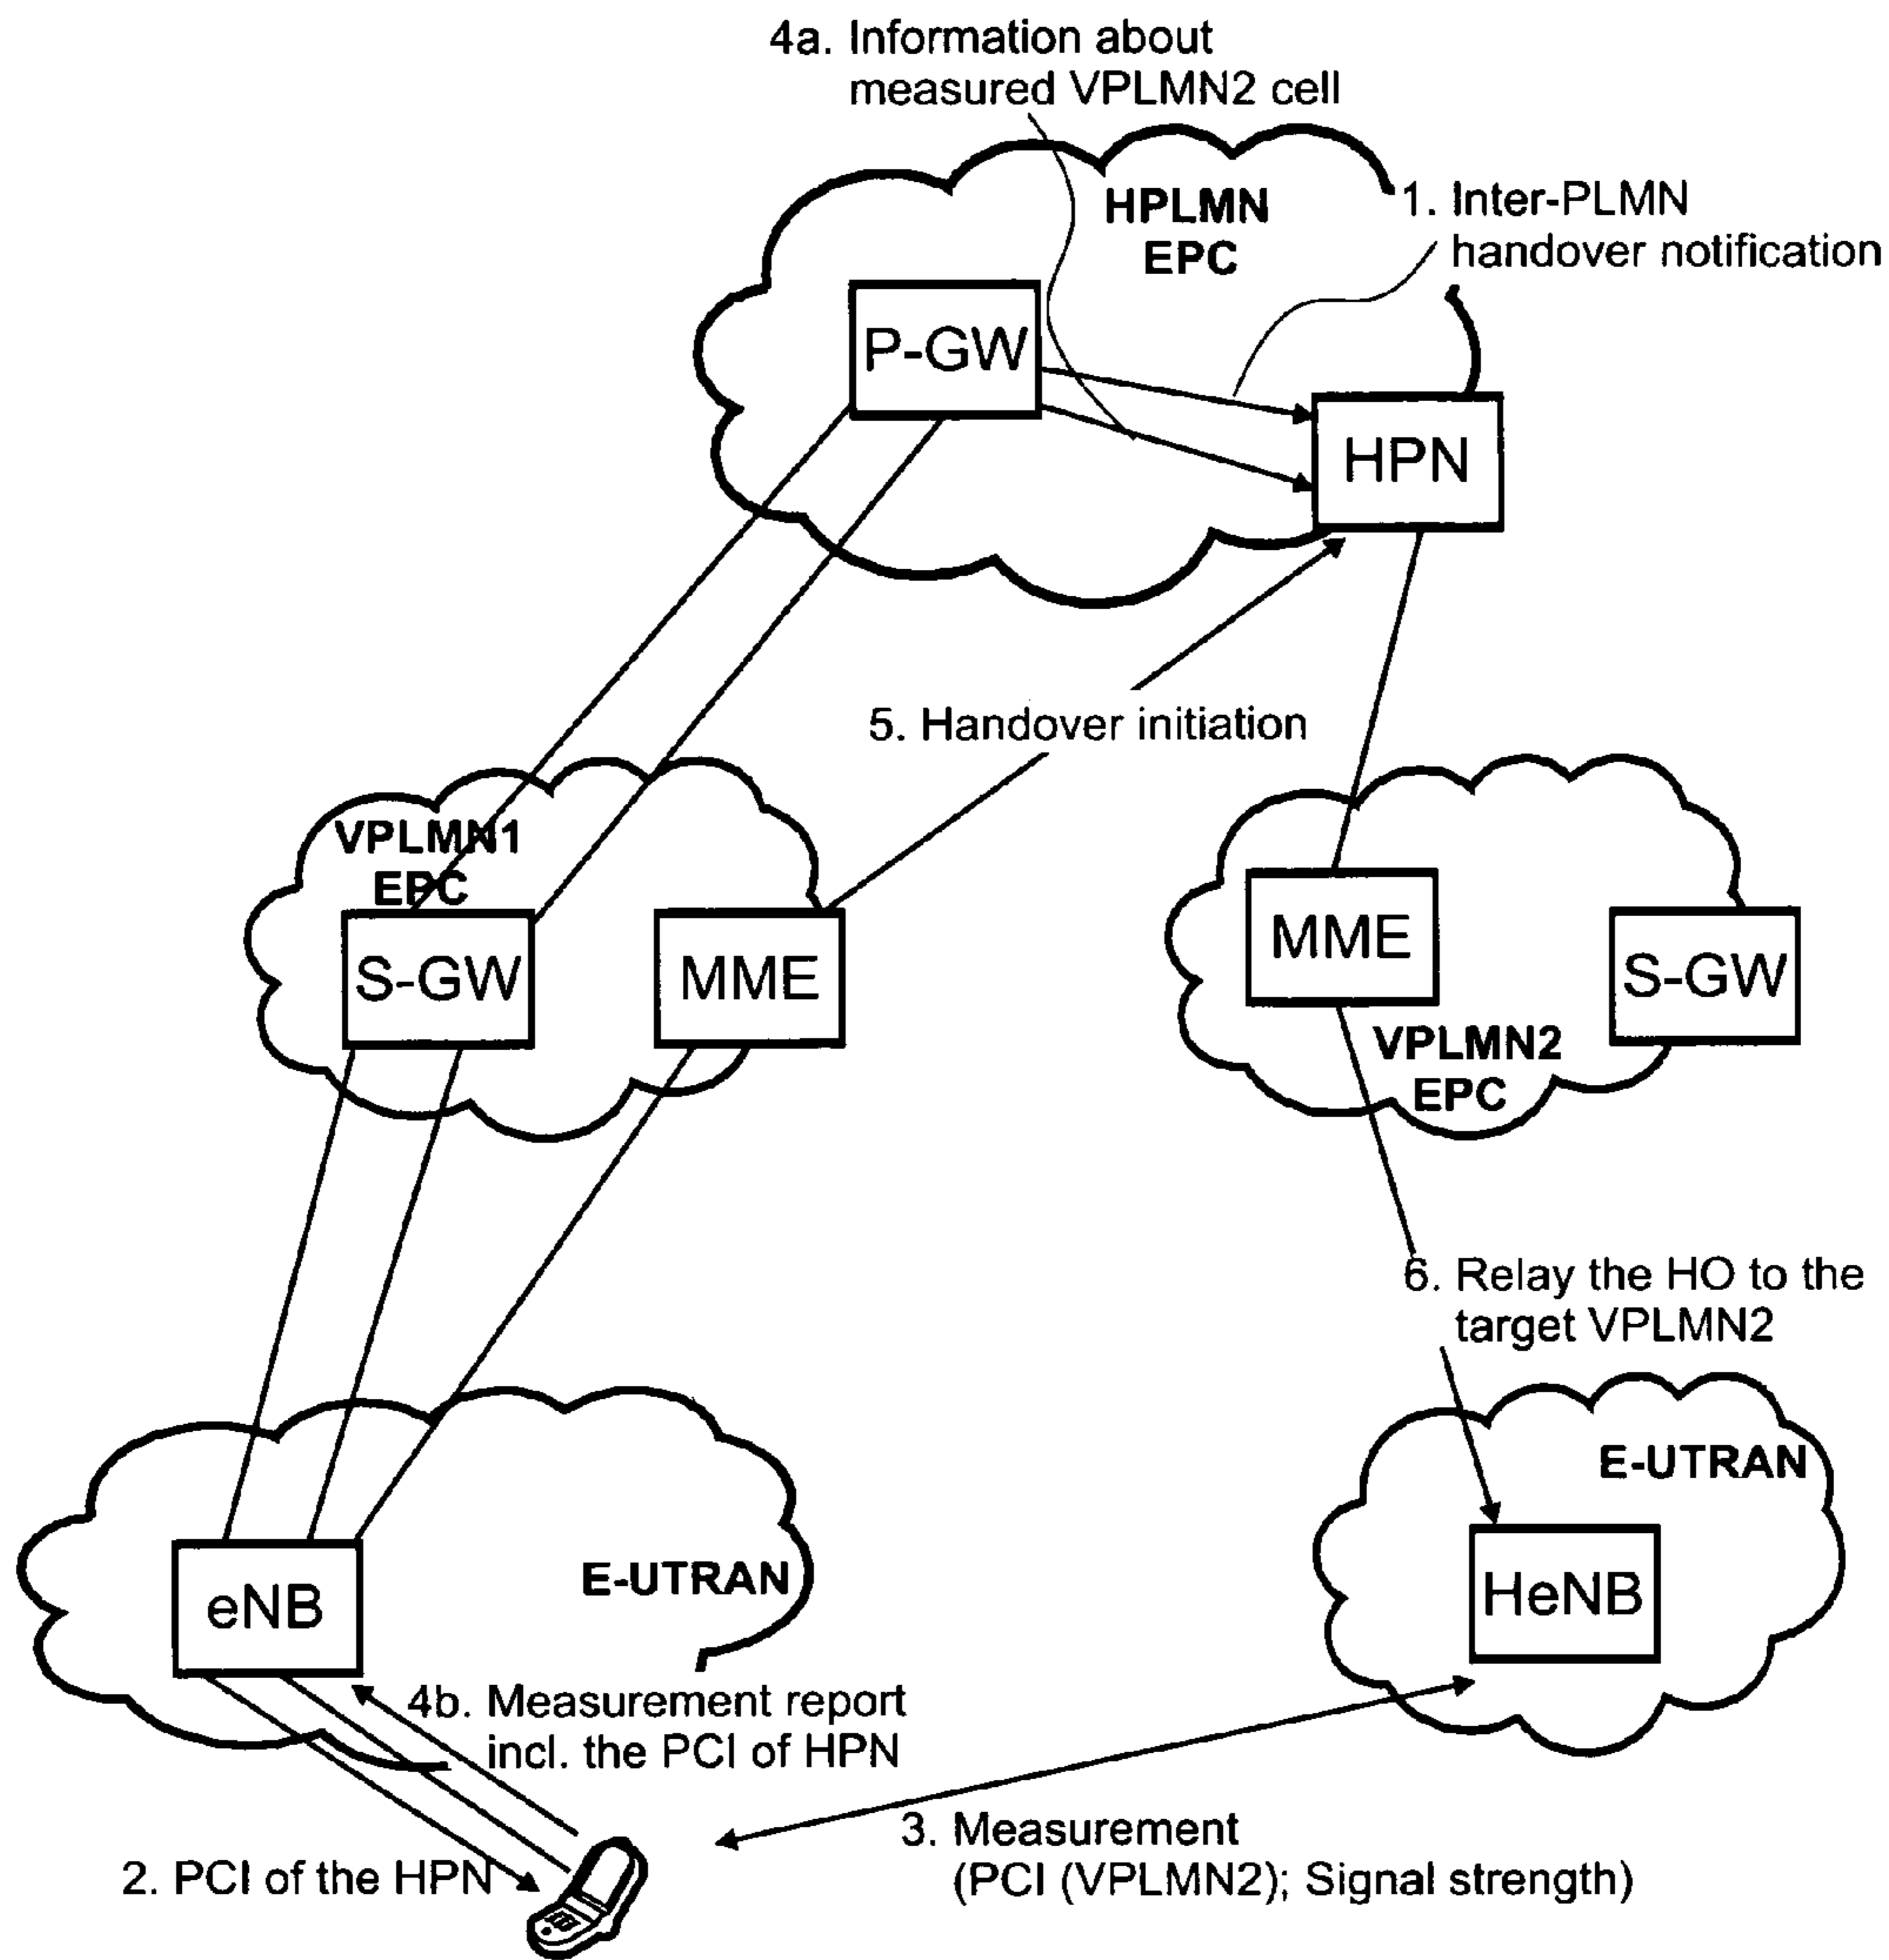 4a. Information about
measured VPLMN2 cell
HPLMN
EPC
1. Inter-PLMN
handover notification
P-GW
HPN
5. Handover initiation
VPLMN1
EPC
S-GW
MME
MME
S-GW
VPLMN2
EPC
6. Relay the HO to the
target VPLMN2
E-UTRAN
E-UTRAN
eNB
HeNB
4b. Measurement report
incl. the PCI of HPN
3. Measurement
(PCI (VPLMN2); Signal strength)
2. PCI of the HPN